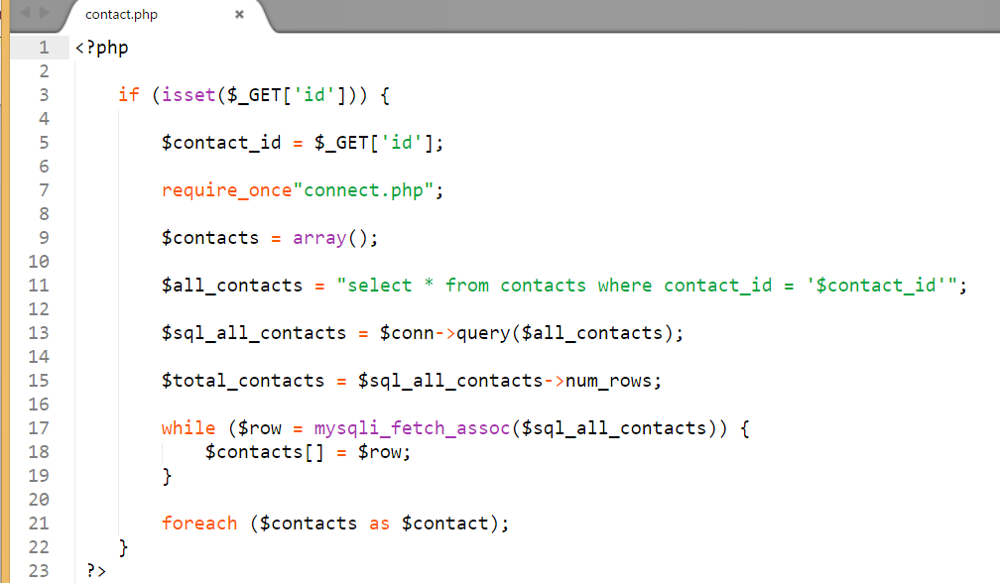 contact.php ×
1 <?php
2
3 if (isset($_GET['id'])) {
4
5 $contact_id = $_GET['id'];
6
7 require_once"connect.php";
8
9 $contacts = array();
10
11 $all_contacts = "select * from contacts where contact_id = '$contact_id'";
12
13 $sql_all_contacts = $conn->query($all_contacts);
14
15 $total_contacts = $sql_all_contacts->num_rows;
16
17 while ($row = mysqli_fetch_assoc($sql_all_contacts)) {
18 $contacts[] = $row;
19 }
20
21 foreach ($contacts as $contact);
22 }
23 ?>